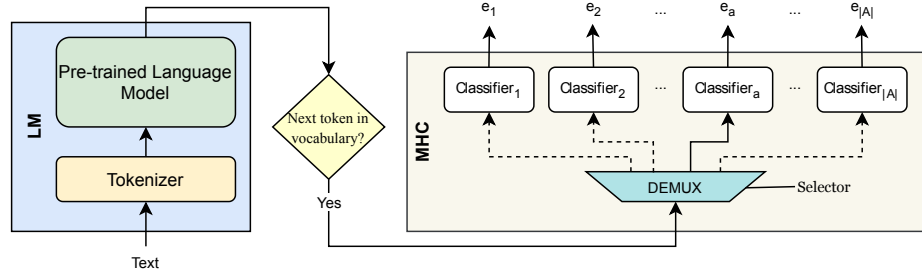 e1 e2 ... ea ... e|A|
LM
Pre-trained Language
Model
Tokenizer
Text
Next token in
vocabulary?
Yes
MHC
Classifier1 Classifier2 ... Classifiera ... Classifier|A|
DEMUX
Selector